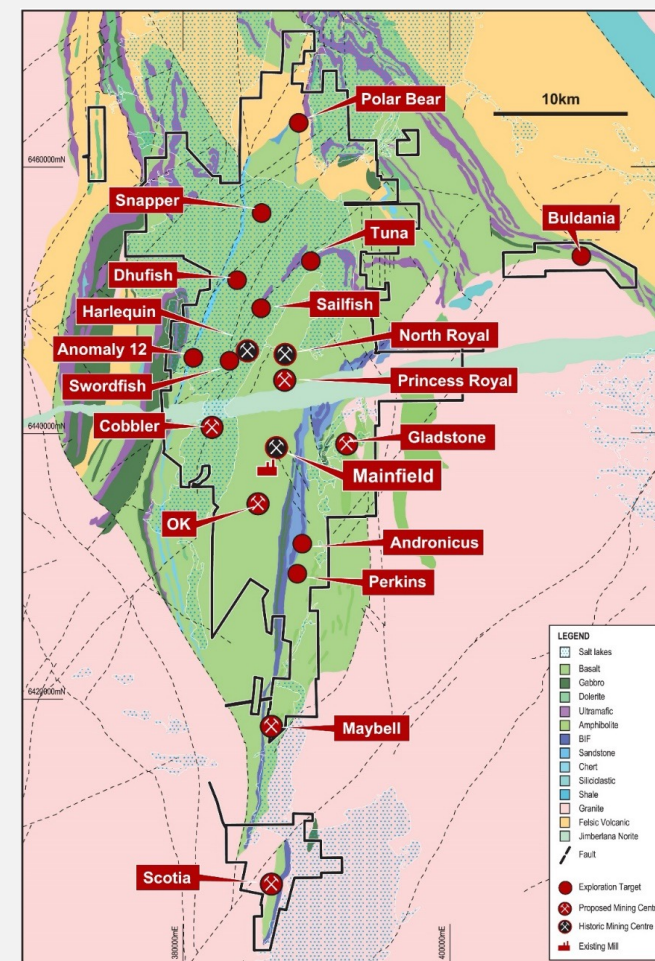 Polar Bear
10km
6460000mN
Snapper
Buldania
Tuna
Dhufish
Harlequin
Sailfish
Anomaly 12
North Royal
Swordfish
Princess Royal
Cobbler
6440000mN
Gladstone
Mainfield
OK
Andronicus
Perkins
LEGEND
Salt lakes
Basalt
Gabbro
Dolerite
Ultramafic
Amphibolite
BIF
Sandstone
Chert
Siliciclastic
Shale
Granite
Felsic Volcanic
Jimberlana Norite
Fault
Exploration Target
Proposed Mining Centr
Historic Mining Centre
Existing Mill
6420000mN
Maybell
Scotia
380000mE
400000mE